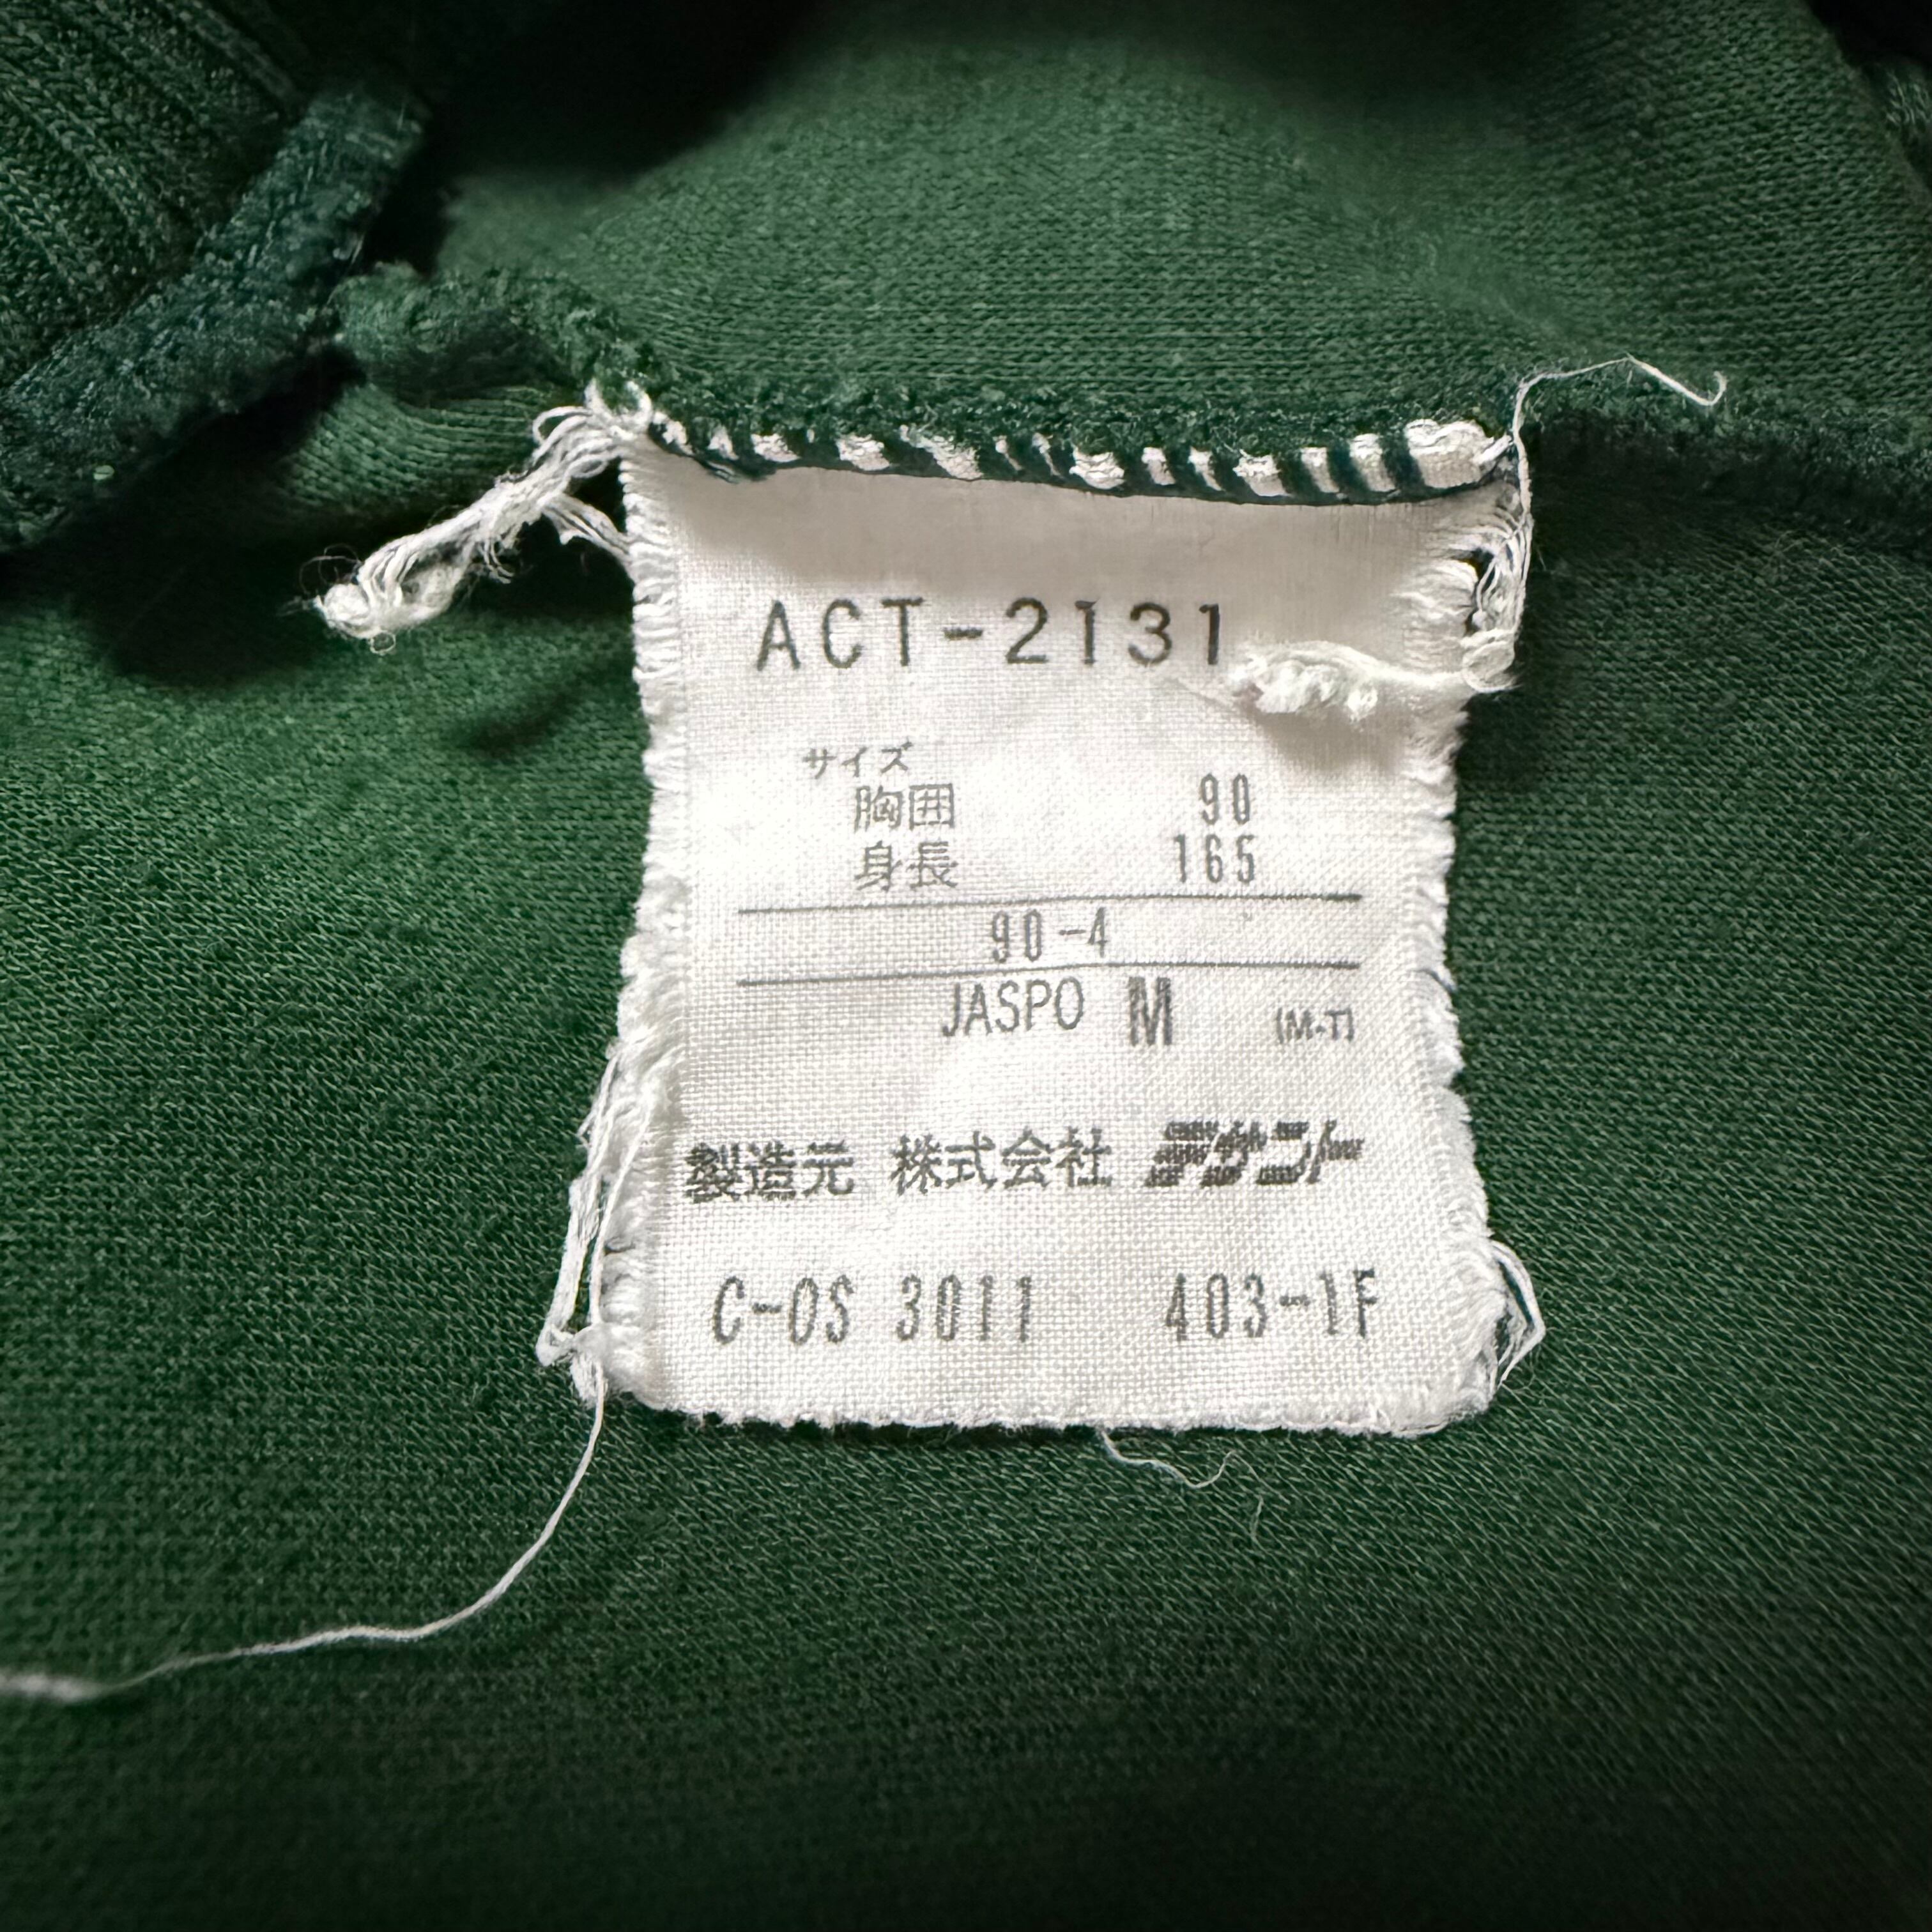 ACT-2131
サイズ
胸囲 90
身長 165
90-4
JASPO M (M-T)
製造元 株式会社 デサント
C-OS 3011 403-1F